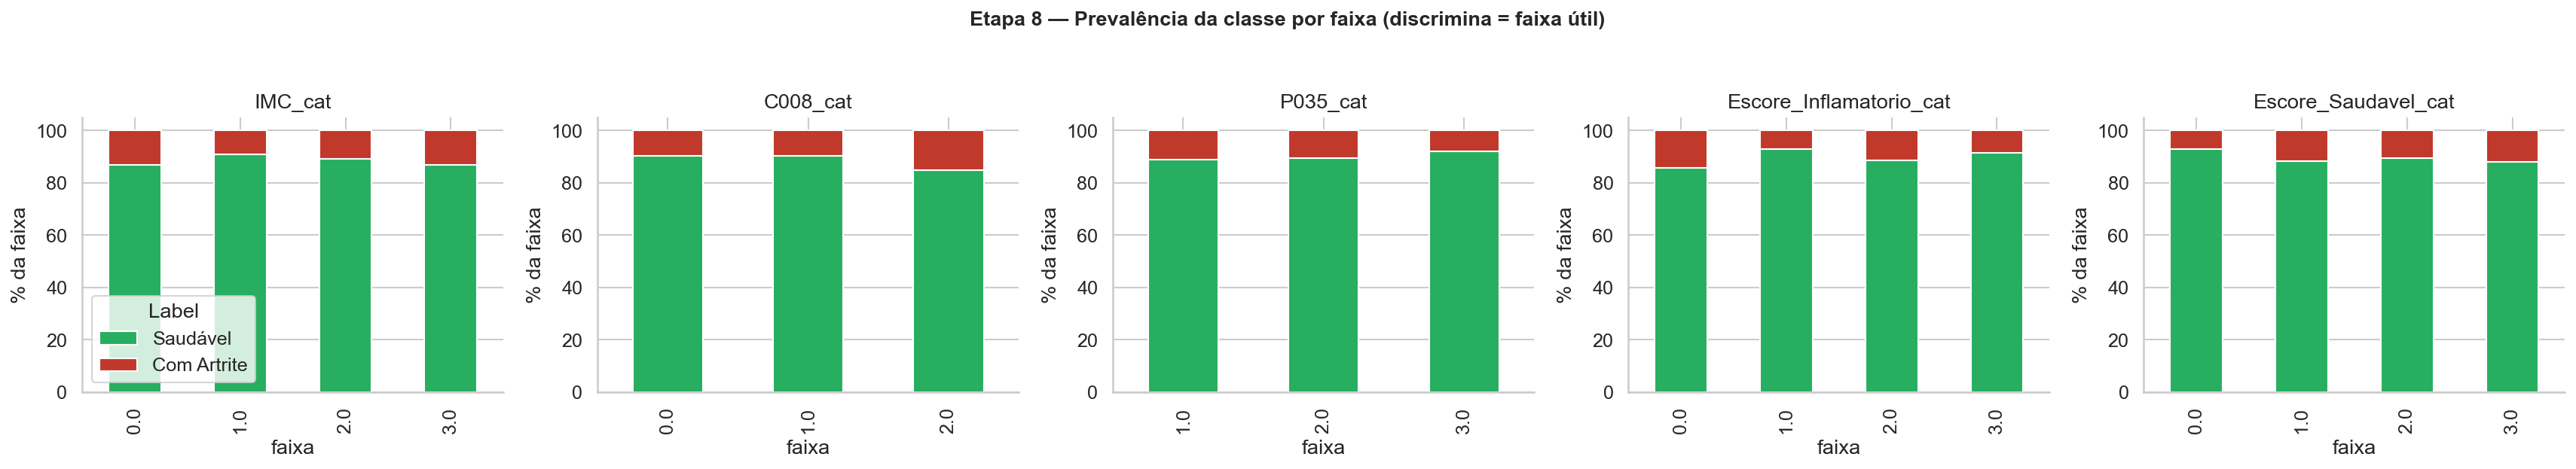 Etapa 8 — Prevalência da classe por faixa (discrimina = faixa útil)
IMC_cat
% da faixa
100
80
60
40
20
0
Label
Saudável
Com Artrite
0.0
1.0
2.0
3.0
faixa
C008_cat
% da faixa
100
80
60
40
20
0
0.0
1.0
2.0
faixa
P035_cat
% da faixa
100
80
60
40
20
0
1.0
2.0
3.0
faixa
Escore_Inflamatorio_cat
% da faixa
100
80
60
40
20
0
0.0
1.0
2.0
3.0
faixa
Escore_Saudavel_cat
% da faixa
100
80
60
40
20
0
0.0
1.0
2.0
3.0
faixa